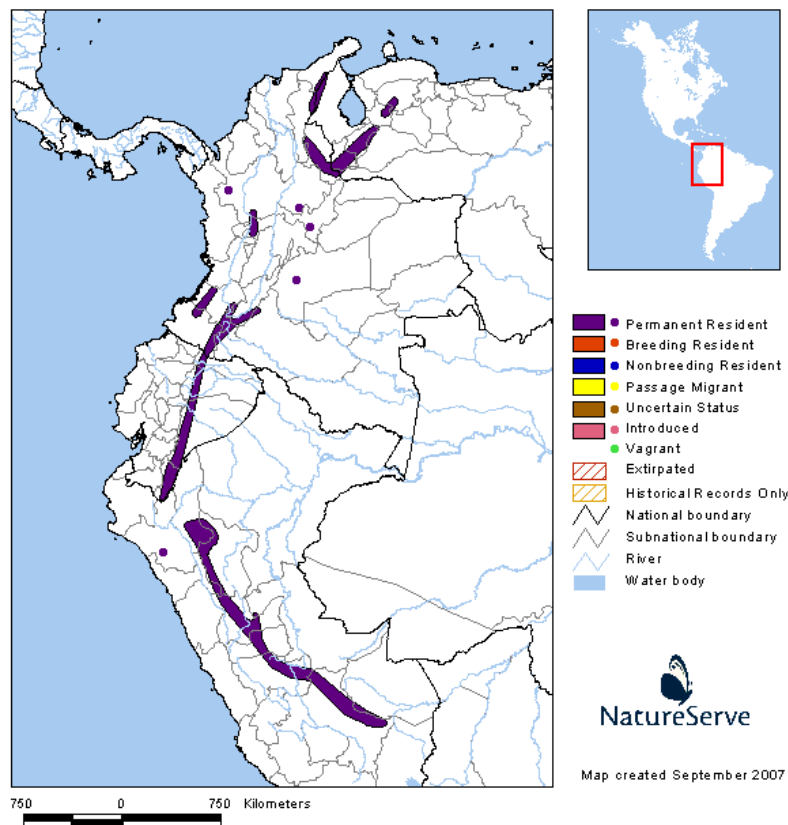 Permanent Resident
Breeding Resident
Nonbreeding Resident
Passage Migrant
Uncertain Status
Introduced
Vagrant
Extirpated
Historical Records Only
National boundary
Subnational boundary
River
Water body
NatureServe
Map created September 2007
750 0 750 Kilometers